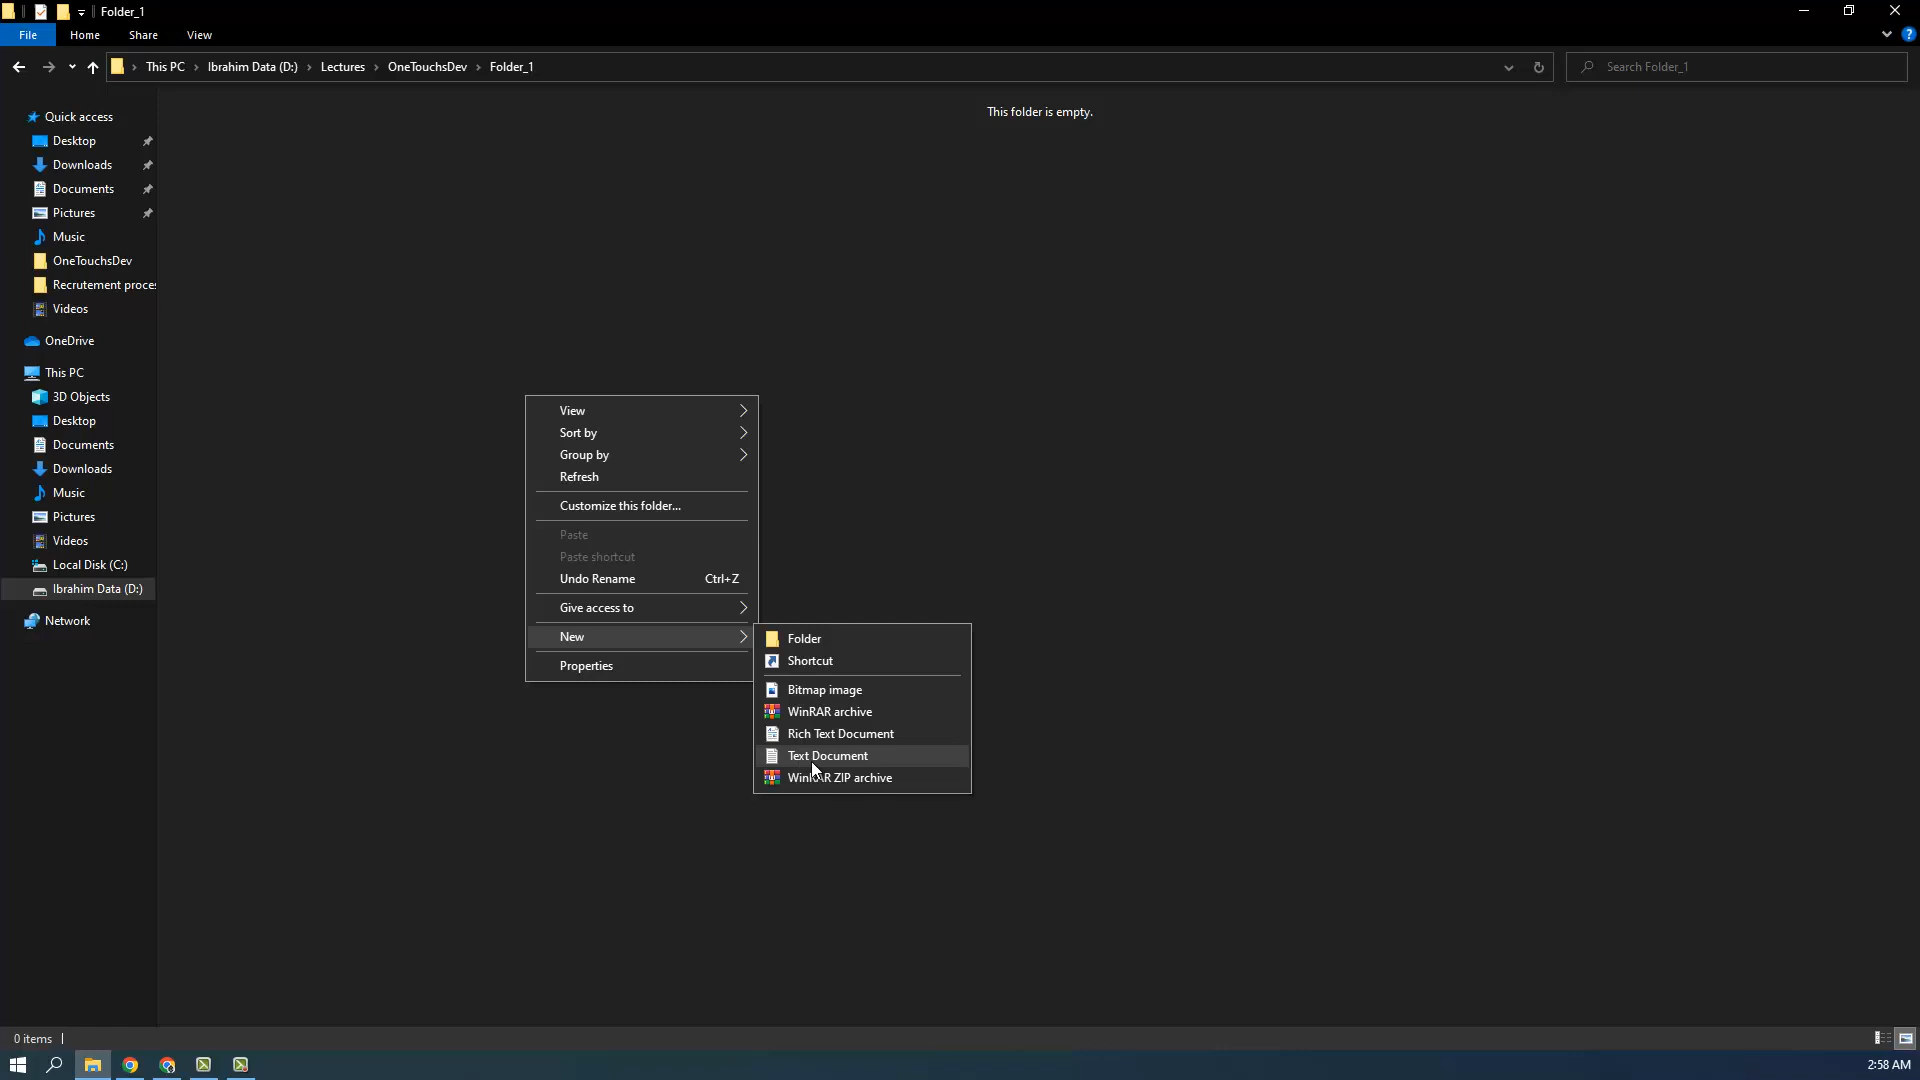 Folder_1
File Home Share View
This PC Ibrahim Data (D:) Lectures OneTouchsDev Folder_1
Search Folder_1
This folder is empty.
Quick access
Desktop
Downloads
Documents
Pictures
Music
OneTouchsDev
Recrutement proces
Videos
OneDrive
This PC
3D Objects
Desktop
Documents
Downloads
Music
Pictures
Videos
Local Disk (C:)
Ibrahim Data (D:)
Network
View
Sort by
Group by
Refresh
Customize this folder...
Paste
Paste shortcut
Undo Rename Ctrl+Z
Give access to
New
Properties
Folder
Shortcut
Bitmap image
WinRAR archive
Rich Text Document
Text Document
WinRAR ZIP archive
0 items
2:58 AM